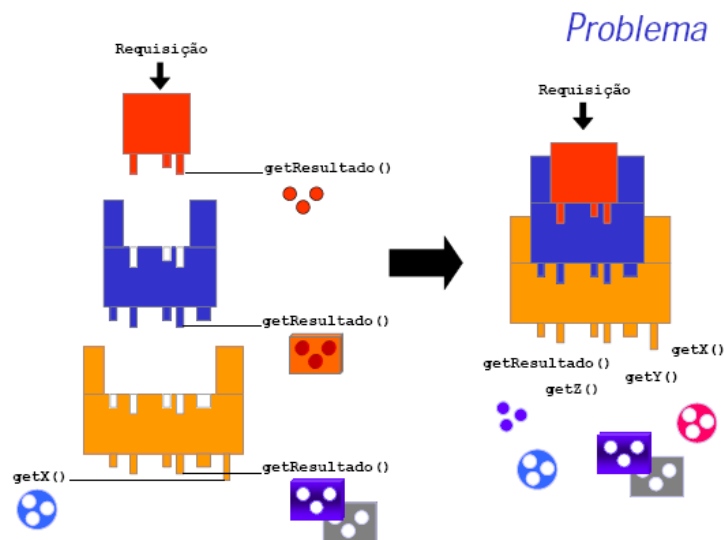 Problema
Requisição
getResultado()
getResultado()
getResultado()
getX()
Requisição
getX()
getResultado()
getY()
getZ()